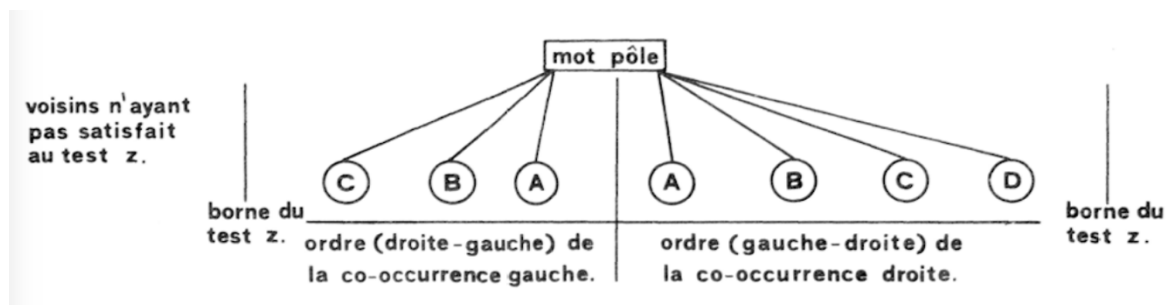 mot pôle
voisins n'ayant
pas satisfait
au test z.
C B A A B C D
borne du
test z.
ordre (droite-gauche) de
la co-occurrence gauche.
ordre (gauche-droite) de
la co-occurrence droite.
borne du
test z.